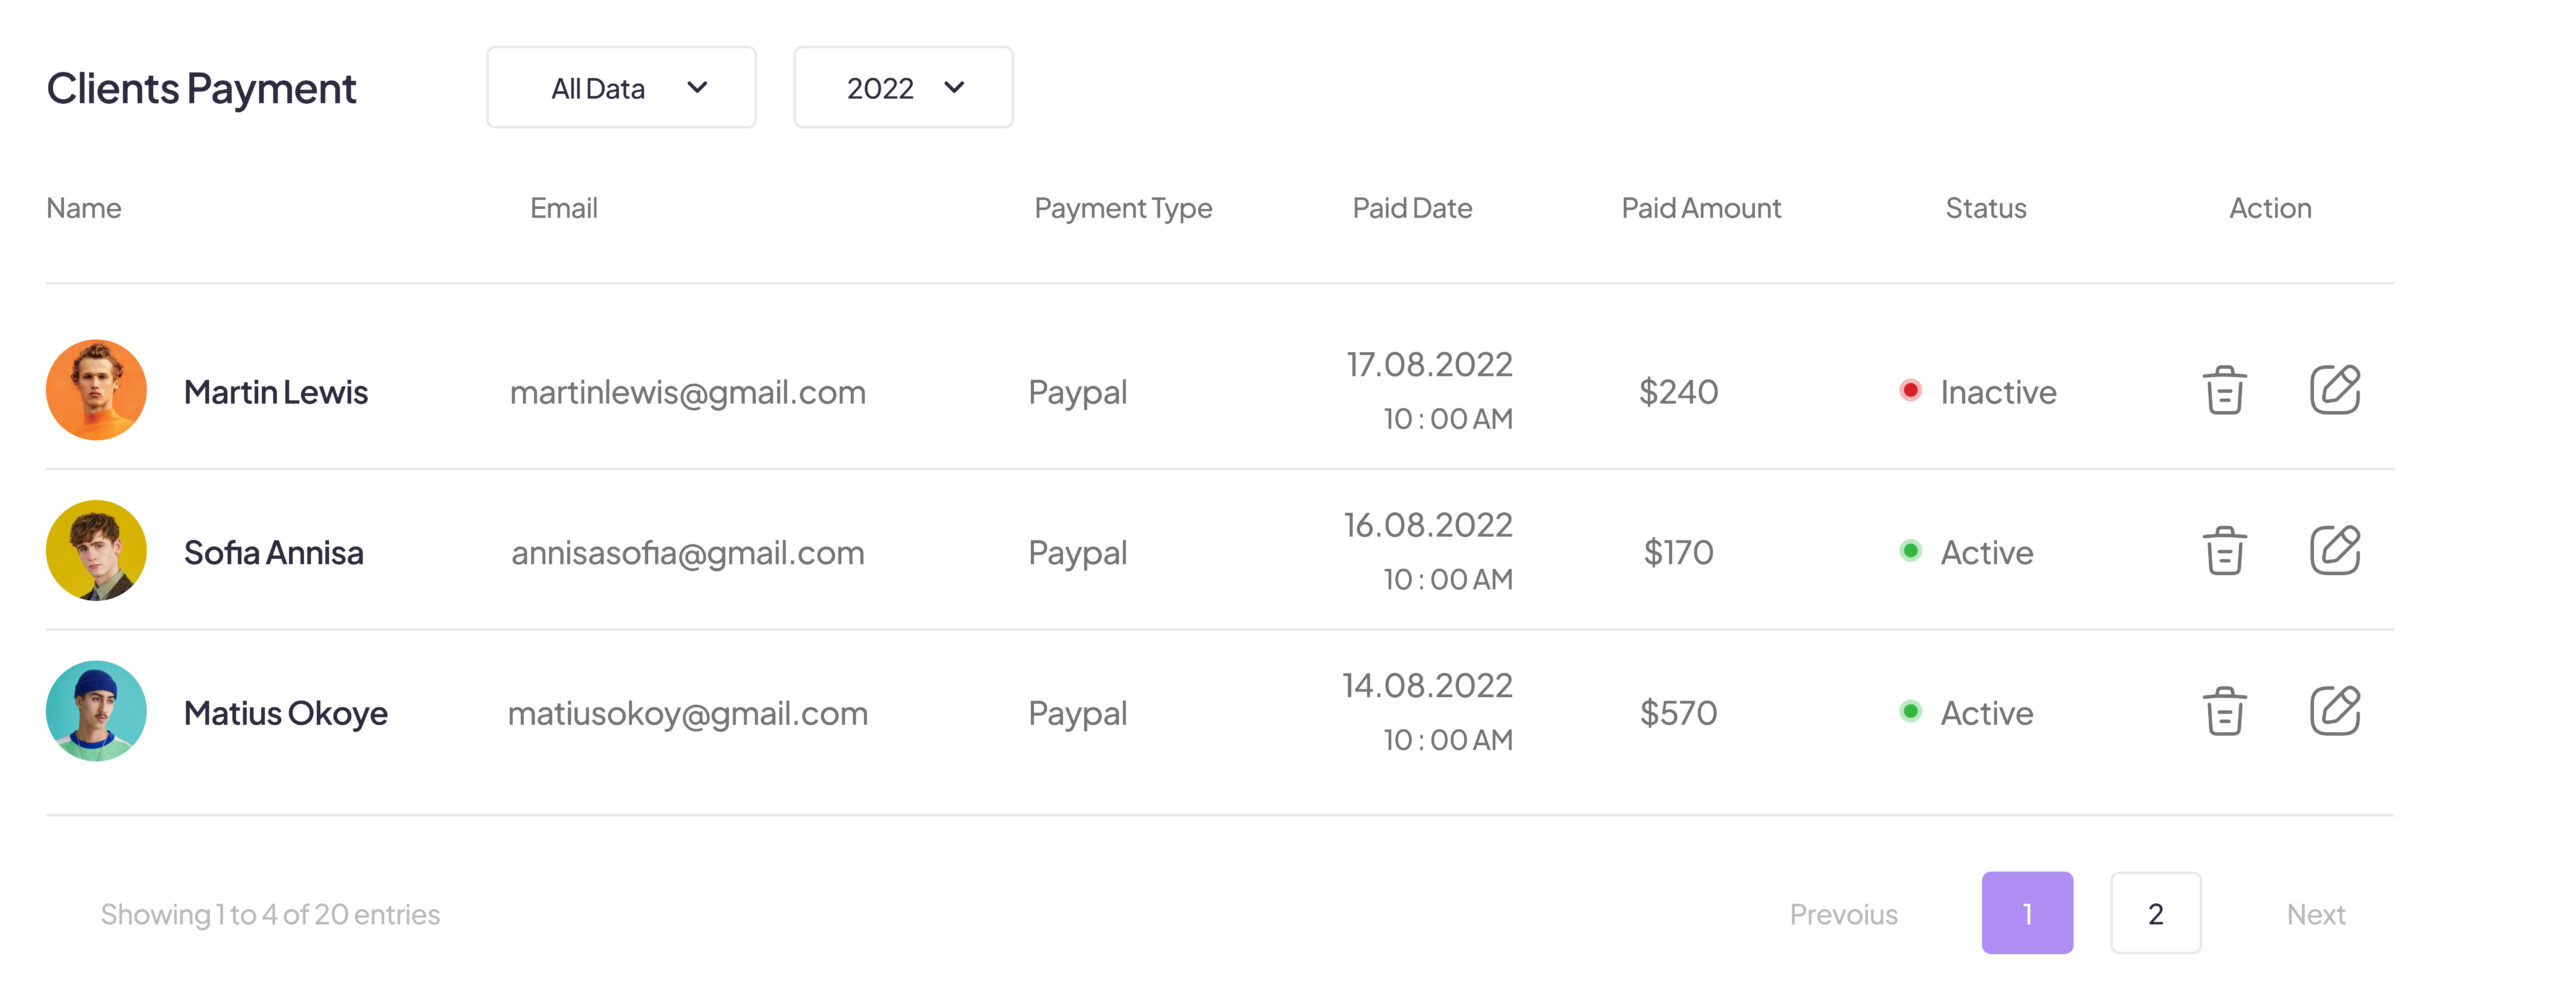 Clients Payment
All Data
2022
Name Email Payment Type Paid Date Paid Amount Status Action
Martin Lewis martinlewis@gmail.com Paypal 17.08.2022 $240 Inactive
10 : 00 AM
Sofia Annisa annisasofia@gmail.com Paypal 16.08.2022 $170 Active
10 : 00 AM
Matius Okoye matiusokoy@gmail.com Paypal 14.08.2022 $570 Active
10 : 00 AM
Showing 1 to 4 of 20 entries
Prevoius 1 2 Next